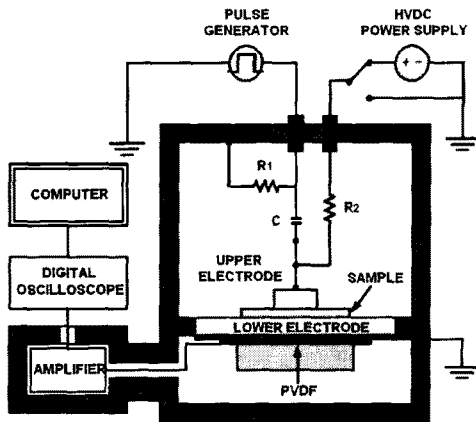 PULSE
GENERATOR
HVDC
POWER SUPPLY
+ -
R1
COMPUTER
C
R2
DIGITAL
OSCILLOSCOPE
UPPER
ELECTRODE
SAMPLE
LOWER ELECTRODE
AMPLIFIER
PVDF